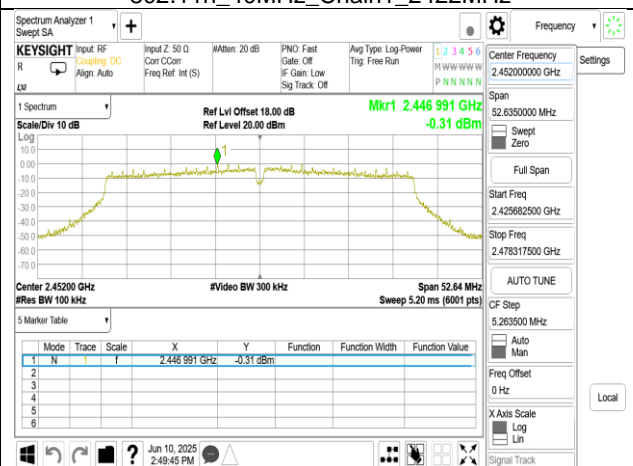 802.11n_40MHz_Chain1_2422MHz
Spectrum Analyzer 1
Swept SA
Frequency
KEYSIGHT
R
LXI
Input: RF
Coupling: DC
Align: Auto
Input Z: 50 Ω
Corr CCorr
Freq Ref: Int (S)
#Atten: 20 dB
PNO: Fast
Gate: Off
IF Gain: Low
Sig Track: Off
Avg Type: Log-Power
Trig: Free Run
1 2 3 4 5 6
M W W W W W
P N N N N N
Center Frequency
2.452000000 GHz
Settings
Span
52.6350000 MHz
Swept
Zero
Full Span
Start Freq
2.425682500 GHz
Stop Freq
2.478317500 GHz
AUTO TUNE
CF Step
5.263500 MHz
Auto
Man
Freq Offset
0 Hz
X Axis Scale
Log
Lin
Signal Track
Local
1 Spectrum
Scale/Div 10 dB
Ref Lvl Offset 18.00 dB
Ref Level 20.00 dBm
Mkr1 2.446 991 GHz
-0.31 dBm
Log
10.0
0.00
-10.0
-20.0
-30.0
-40.0
-50.0
-60.0
-70.0
1
Center 2.45200 GHz
#Res BW 100 kHz
#Video BW 300 kHz
Span 52.64 MHz
Sweep 5.20 ms (6001 pts)
5 Marker Table
Mode Trace Scale X Y Function Function Width Function Value
1 N 1 f 2.446 991 GHz -0.31 dBm
2
3
4
5
6
?
Jun 10, 2025
2:49:45 PM